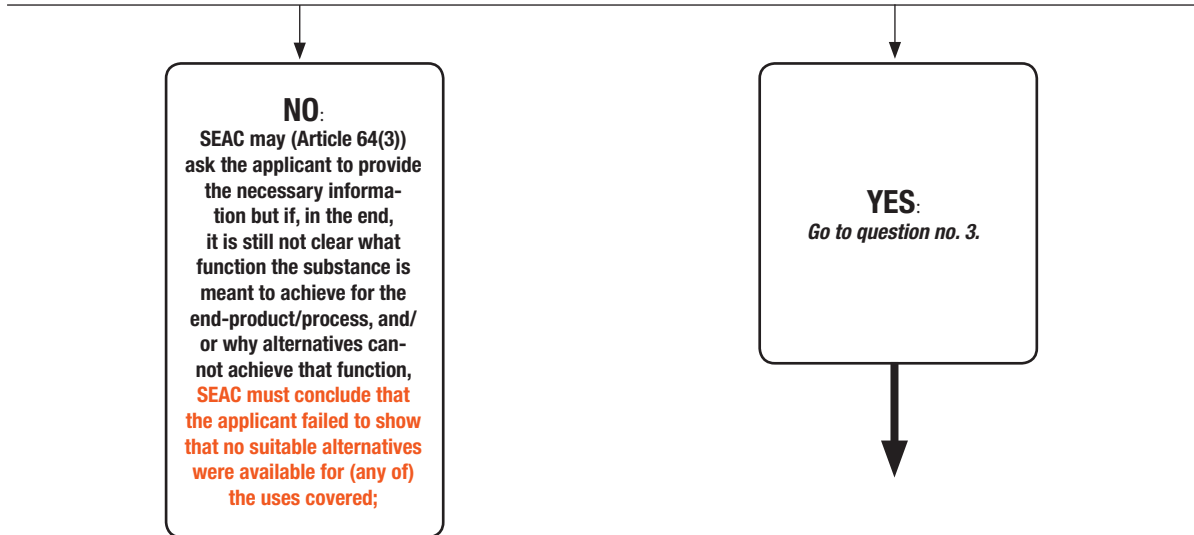 NO:
SEAC may (Article 64(3))
ask the applicant to provide
the necessary informa-
tion but if, in the end,
it is still not clear what
function the substance is
meant to achieve for the
end-product/process, and/
or why alternatives can-
not achieve that function,
SEAC must conclude that
the applicant failed to show
that no suitable alternatives
were available for (any of)
the uses covered;
YES:
Go to question no. 3.